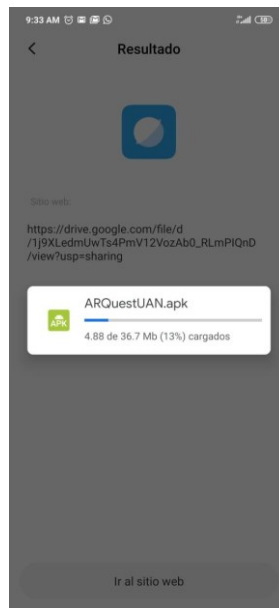 9:33 AM
Resultado
Sitio web:
https://drive.google.com/file/d
/1j9XLedmUwTs4PmV12VozAb0_RLmPIQnD
/view?usp=sharing
ARQuestUAN.apk
APK
4.88 de 36.7 Mb (13%) cargados
Ir al sitio web